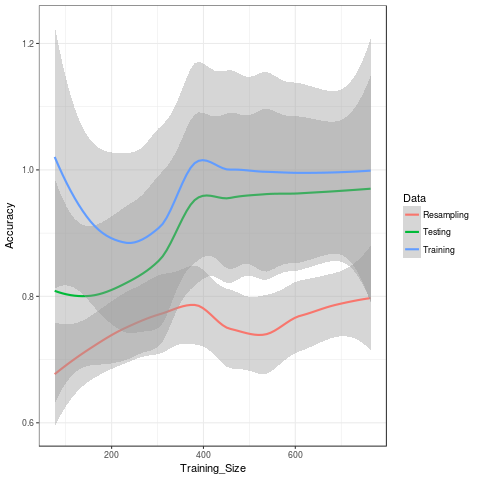 1.2
1.0
0.8
0.6
Accuracy
200
400
600
Training_Size
Data
Resampling
Testing
Training